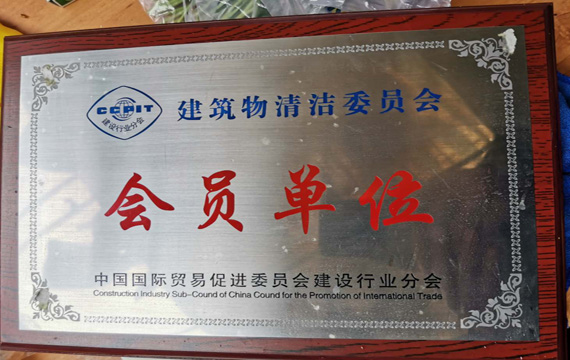 CCPIT
建设行业分会
建筑物清洁委员会
会员单位
中国国际贸易促进委员会建设行业分会
Construction Industry Sub-Cound of China Cound for the Promotion of International Trade